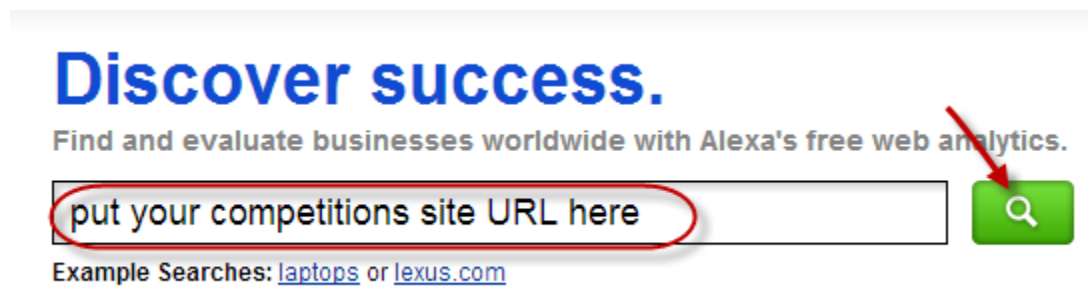 Discover success.
Find and evaluate businesses worldwide with Alexa's free web analytics.
put your competitions site URL here
Example Searches: laptops or lexus.com